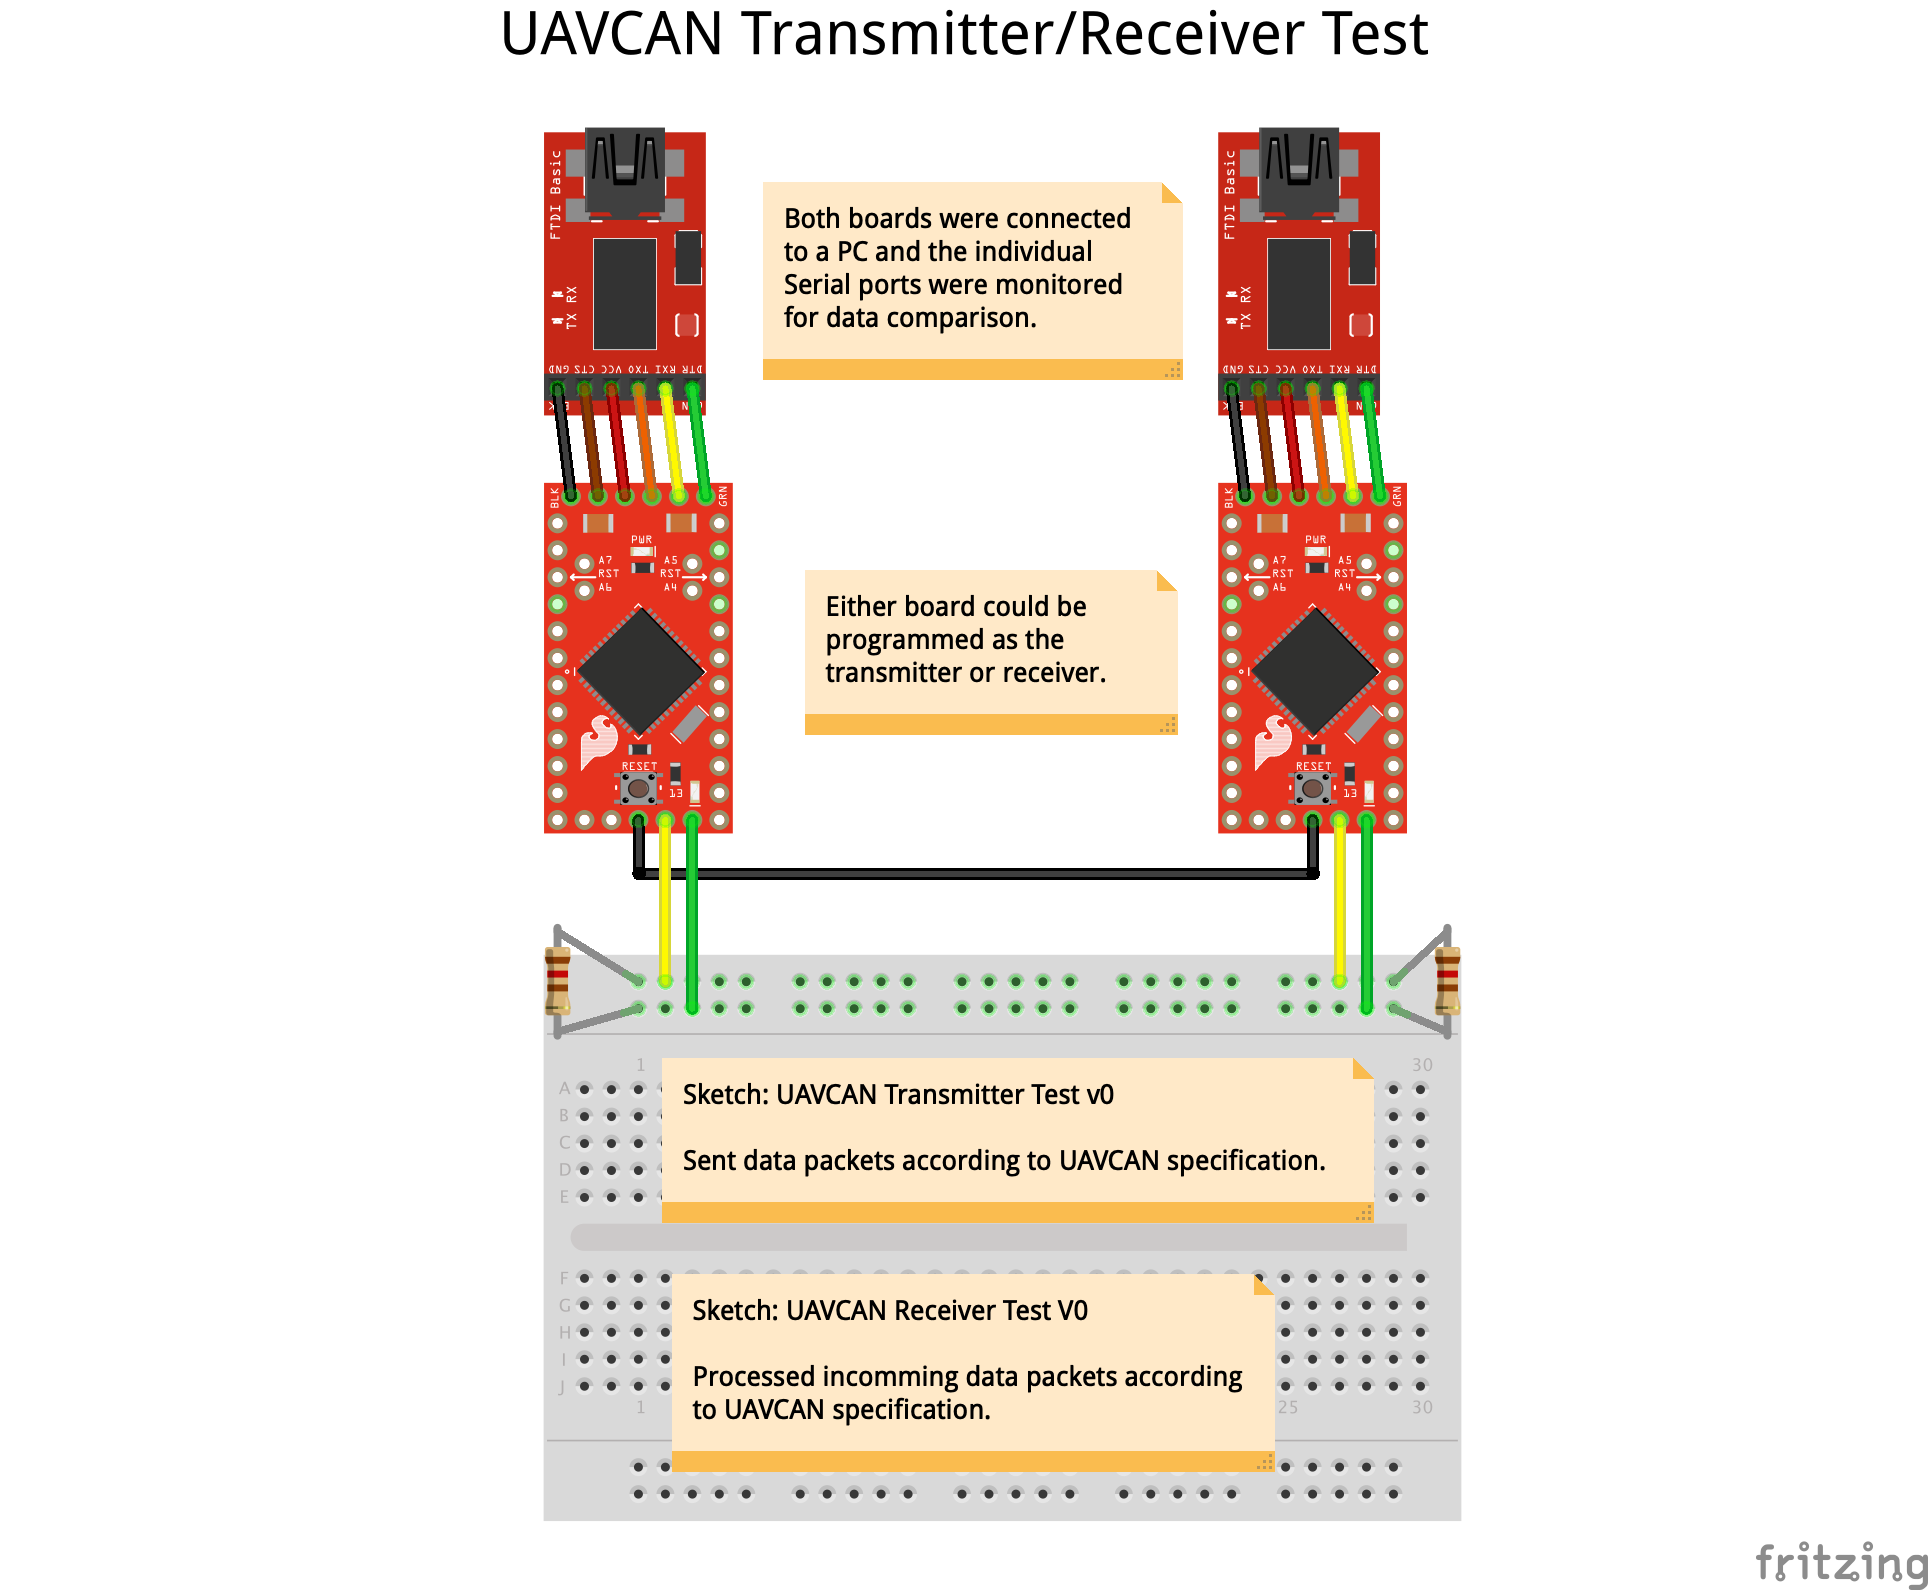 UAVCAN Transmitter/Receiver Test
FTDI Basic
TX RX
GND CTS VCC TXO RXI DTR
FTDI Basic
TX RX
GND CTS VCC TXO RXI DTR
Both boards were connected
to a PC and the individual
Serial ports were monitored
for data comparison.
BLK GRN
PWR
A7 A5
RST RST
A6 A4
RESET
13
BLK GRN
PWR
A7 A5
RST RST
A6 A4
RESET
13
Either board could be
programmed as the
transmitter or receiver.
1 30
A
B
C
D
E
Sketch: UAVCAN Transmitter Test v0
Sent data packets according to UAVCAN specification.
F
G
H
I
J
1 25 30
Sketch: UAVCAN Receiver Test V0
Processed incomming data packets according
to UAVCAN specification.
fritzing